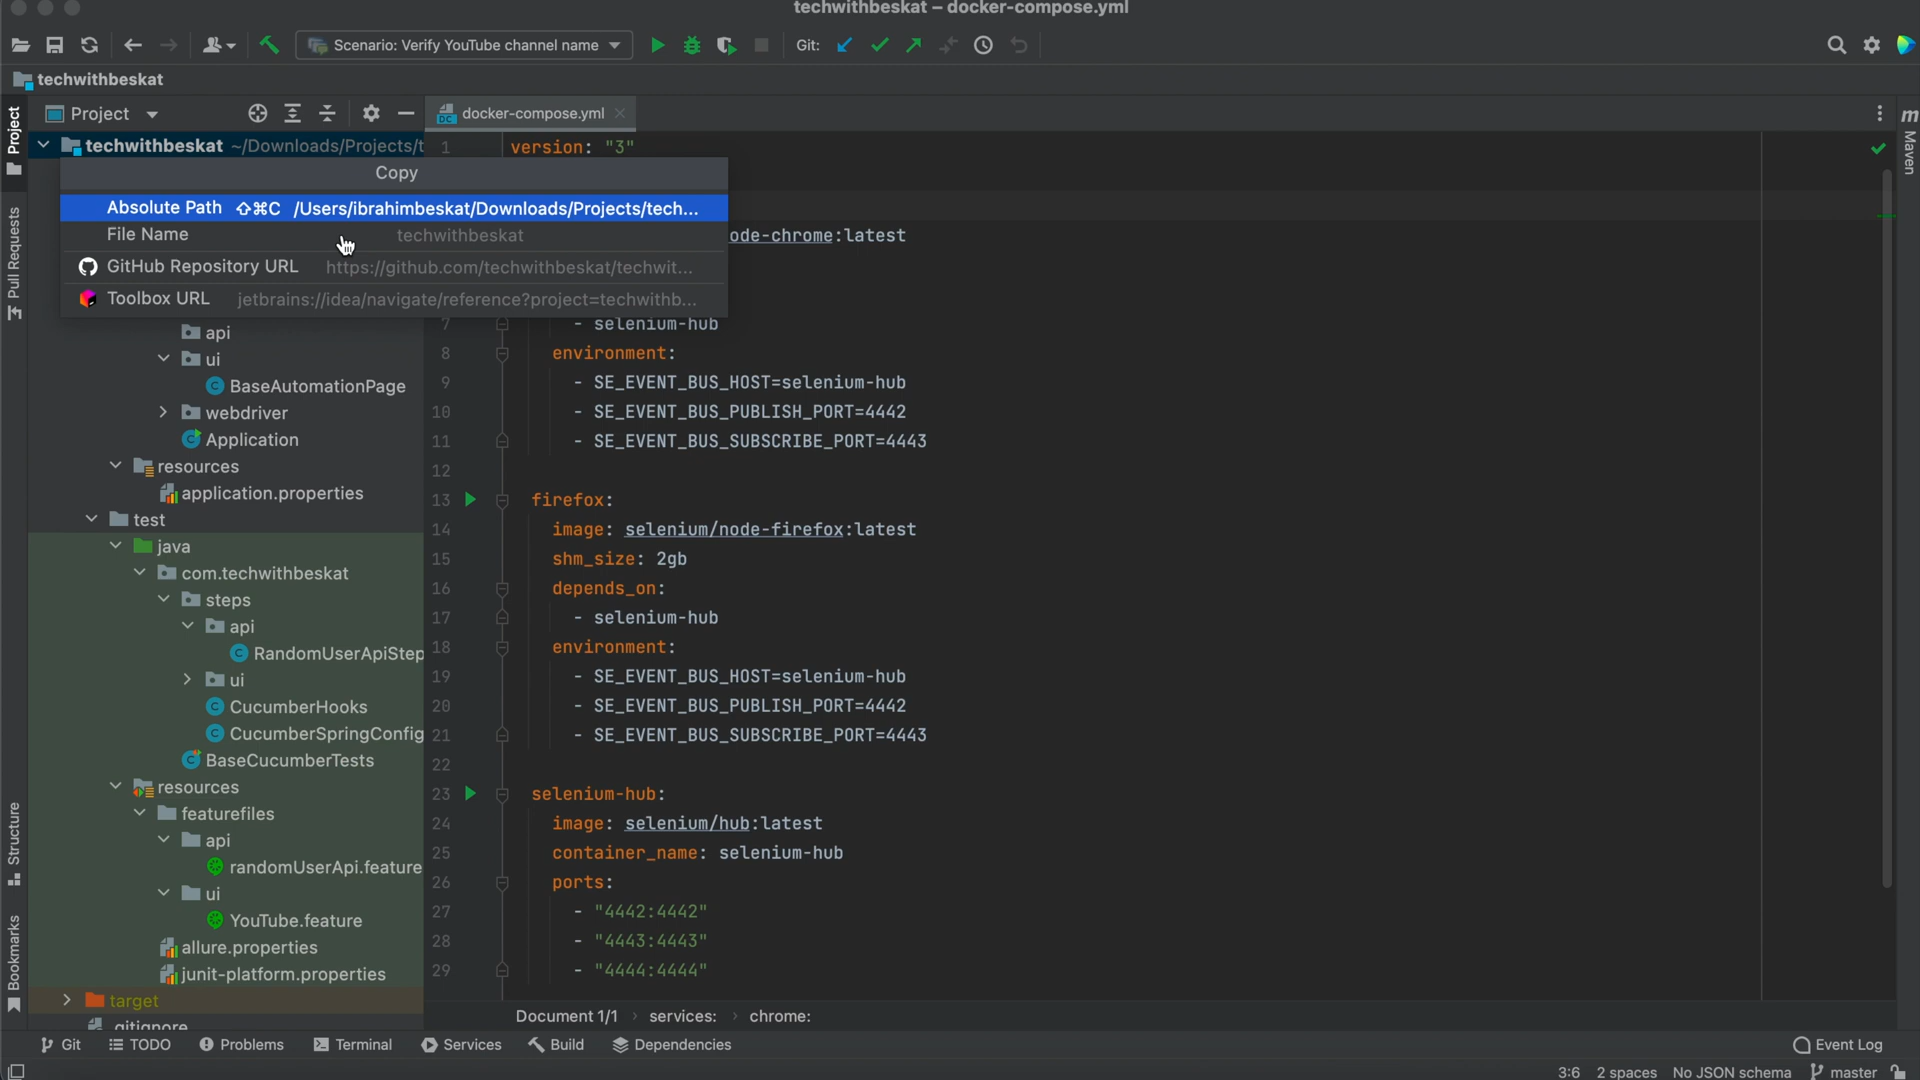 techwithbeskat – docker-compose.yml
Scenario: Verify YouTube channel name
Git:
techwithbeskat
Project
docker-compose.yml
Project
Pull Requests
Structure
Bookmarks
m
Maven
techwithbeskat ~/Downloads/Projects/t
Copy
Absolute Path ⇧⌘C /Users/ibrahimbeskat/Downloads/Projects/tech...
File Name techwithbeskat
GitHub Repository URL https://github.com/techwithbeskat/techwit...
Toolbox URL jetbrains://idea/navigate/reference?project=techwithb...
api
ui
BaseAutomationPage
webdriver
Application
resources
application.properties
test
java
com.techwithbeskat
steps
api
RandomUserApiStep
ui
CucumberHooks
CucumberSpringConfig
BaseCucumberTests
resources
featurefiles
api
randomUserApi.feature
ui
YouTube.feature
allure.properties
junit-platform.properties
target
.gitignore
1 version: "3"
ode-chrome:latest
7 - selenium-hub
8 environment:
9 - SE_EVENT_BUS_HOST=selenium-hub
10 - SE_EVENT_BUS_PUBLISH_PORT=4442
11 - SE_EVENT_BUS_SUBSCRIBE_PORT=4443
12
13 firefox:
14 image: selenium/node-firefox:latest
15 shm_size: 2gb
16 depends_on:
17 - selenium-hub
18 environment:
19 - SE_EVENT_BUS_HOST=selenium-hub
20 - SE_EVENT_BUS_PUBLISH_PORT=4442
21 - SE_EVENT_BUS_SUBSCRIBE_PORT=4443
22
23 selenium-hub:
24 image: selenium/hub:latest
25 container_name: selenium-hub
26 ports:
27 - "4442:4442"
28 - "4443:4443"
29 - "4444:4444"
Document 1/1 › services: › chrome:
Git TODO Problems Terminal Services Build Dependencies Event Log
3:6 2 spaces No JSON schema master